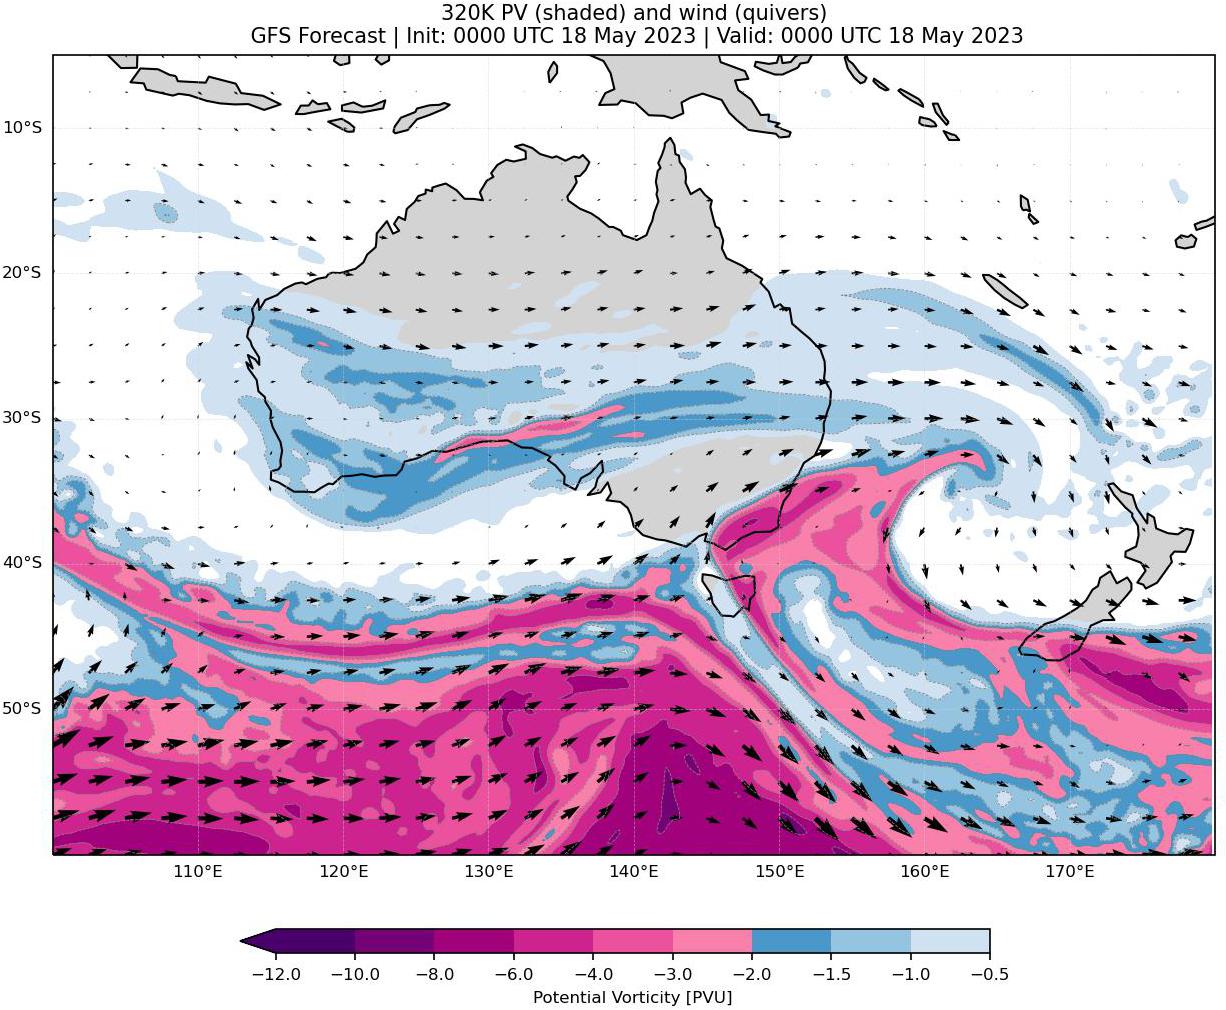 320K PV (shaded) and wind (quivers)
GFS Forecast | Init: 0000 UTC 18 May 2023 | Valid: 0000 UTC 18 May 2023
10°S
20°S
30°S
40°S
50°S
110°E 120°E 130°E 140°E 150°E 160°E 170°E
−12.0 −10.0 −8.0 −6.0 −4.0 −3.0 −2.0 −1.5 −1.0 −0.5
Potential Vorticity [PVU]